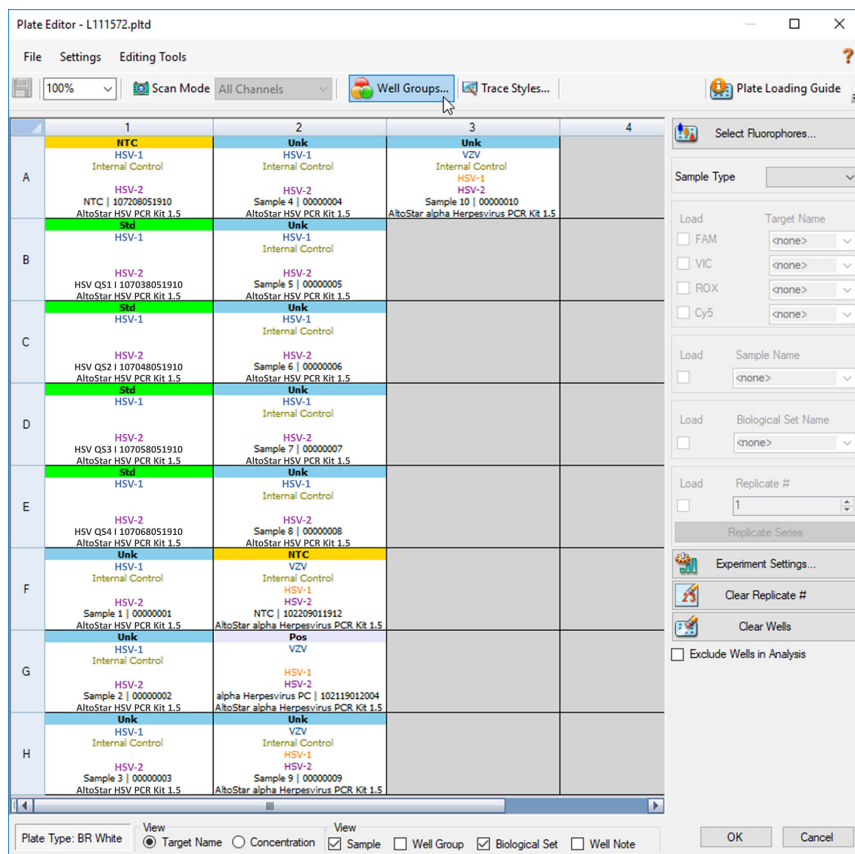 Plate Editor - L111572.pltd
File Settings Editing Tools ?
100% Scan Mode All Channels Well Groups... Trace Styles... Plate Loading Guide
1 2 3 4
A
NTC
HSV-1
Internal Control
HSV-2
NTC | 107208051910
AltoStar HSV PCR Kit 1.5
Unk
HSV-1
Internal Control
HSV-2
Sample 4 | 00000004
AltoStar HSV PCR Kit 1.5
Unk
VZV
Internal Control
HSV-1
HSV-2
Sample 10 | 00000010
AltoStar alpha Herpesvirus PCR Kit 1.5
B
Std
HSV-1
HSV-2
HSV QS1 I 107038051910
AltoStar HSV PCR Kit 1.5
Unk
HSV-1
Internal Control
HSV-2
Sample 5 | 00000005
AltoStar HSV PCR Kit 1.5
C
Std
HSV-1
HSV-2
HSV QS2 I 107048051910
AltoStar HSV PCR Kit 1.5
Unk
HSV-1
Internal Control
HSV-2
Sample 6 | 00000006
AltoStar HSV PCR Kit 1.5
D
Std
HSV-1
HSV-2
HSV QS3 I 107058051910
AltoStar HSV PCR Kit 1.5
Unk
HSV-1
Internal Control
HSV-2
Sample 7 | 00000007
AltoStar HSV PCR Kit 1.5
E
Std
HSV-1
HSV-2
HSV QS4 I 107068051910
AltoStar HSV PCR Kit 1.5
Unk
HSV-1
Internal Control
HSV-2
Sample 8 | 00000008
AltoStar HSV PCR Kit 1.5
F
Unk
HSV-1
Internal Control
HSV-2
Sample 1 | 00000001
AltoStar HSV PCR Kit 1.5
NTC
VZV
Internal Control
HSV-1
HSV-2
NTC | 102209011912
AltoStar alpha Herpesvirus PCR Kit 1.5
G
Unk
HSV-1
Internal Control
HSV-2
Sample 2 | 00000002
AltoStar HSV PCR Kit 1.5
Pos
VZV
HSV-1
HSV-2
alpha Herpesvirus PC | 102119012004
AltoStar alpha Herpesvirus PCR Kit 1.5
H
Unk
HSV-1
Internal Control
HSV-2
Sample 3 | 00000003
AltoStar HSV PCR Kit 1.5
Unk
VZV
Internal Control
HSV-1
HSV-2
Sample 9 | 00000009
AltoStar alpha Herpesvirus PCR Kit 1.5
Select Fluorophores...
Sample Type
Load Target Name
FAM <none>
VIC <none>
ROX <none>
Cy5 <none>
Load Sample Name
<none>
Load Biological Set Name
<none>
Load Replicate #
1
Replicate Series
Experiment Settings...
Clear Replicate #
Clear Wells
Exclude Wells in Analysis
Plate Type: BR White
View
Target Name Concentration
View
Sample Well Group Biological Set Well Note
OK Cancel